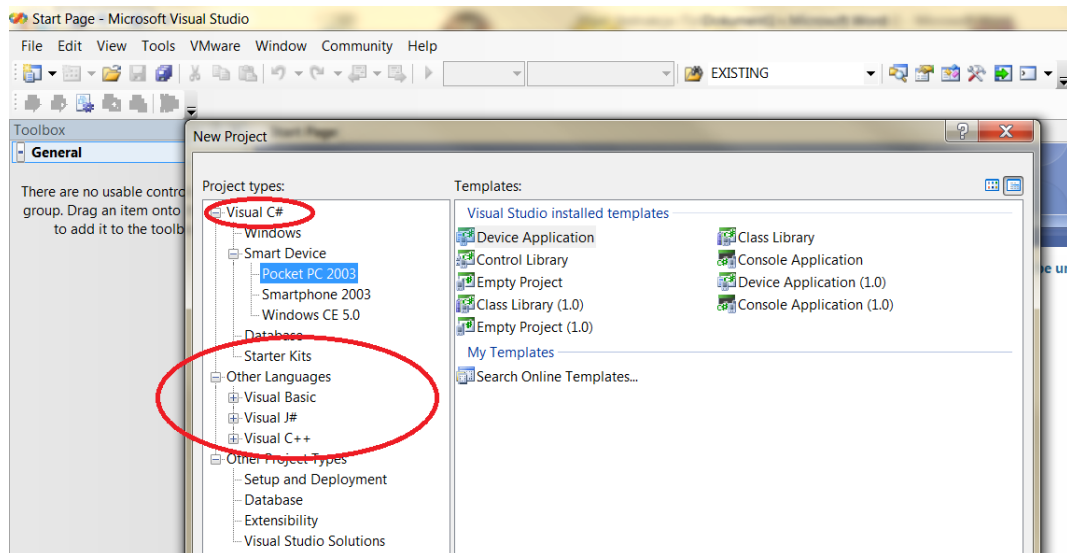 Start Page - Microsoft Visual Studio
File Edit View Tools VMware Window Community Help
EXISTING
Toolbox
General
There are no usable contro
group. Drag an item onto
to add it to the toolb
Start Page
New Project
Project types:
Visual C#
Windows
Smart Device
Pocket PC 2003
Smartphone 2003
Windows CE 5.0
Database
Starter Kits
Other Languages
Visual Basic
Visual J#
Visual C++
Other Project Types
Setup and Deployment
Database
Extensibility
Visual Studio Solutions
Templates:
Visual Studio installed templates
Device Application
Control Library
Empty Project
Class Library (1.0)
Empty Project (1.0)
Class Library
Console Application
Device Application (1.0)
Console Application (1.0)
My Templates
Search Online Templates...